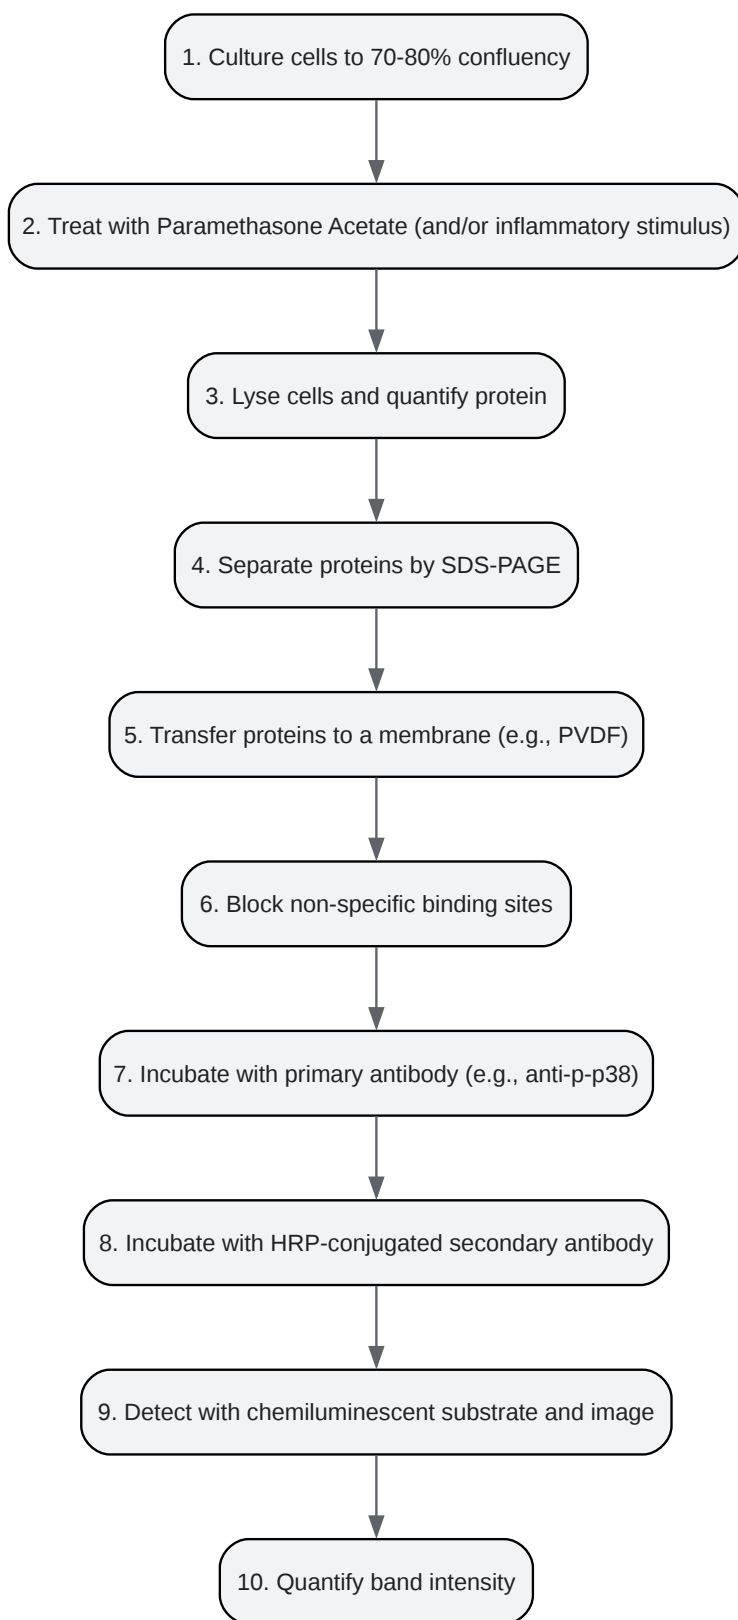 1. Culture cells to 70-80% confluency
2. Treat with Paramethasone Acetate (and/or inflammatory stimulus)
3. Lyse cells and quantify protein
4. Separate proteins by SDS-PAGE
5. Transfer proteins to a membrane (e.g., PVDF)
6. Block non-specific binding sites
7. Incubate with primary antibody (e.g., anti-p-p38)
8. Incubate with HRP-conjugated secondary antibody
9. Detect with chemiluminescent substrate and image
10. Quantify band intensity